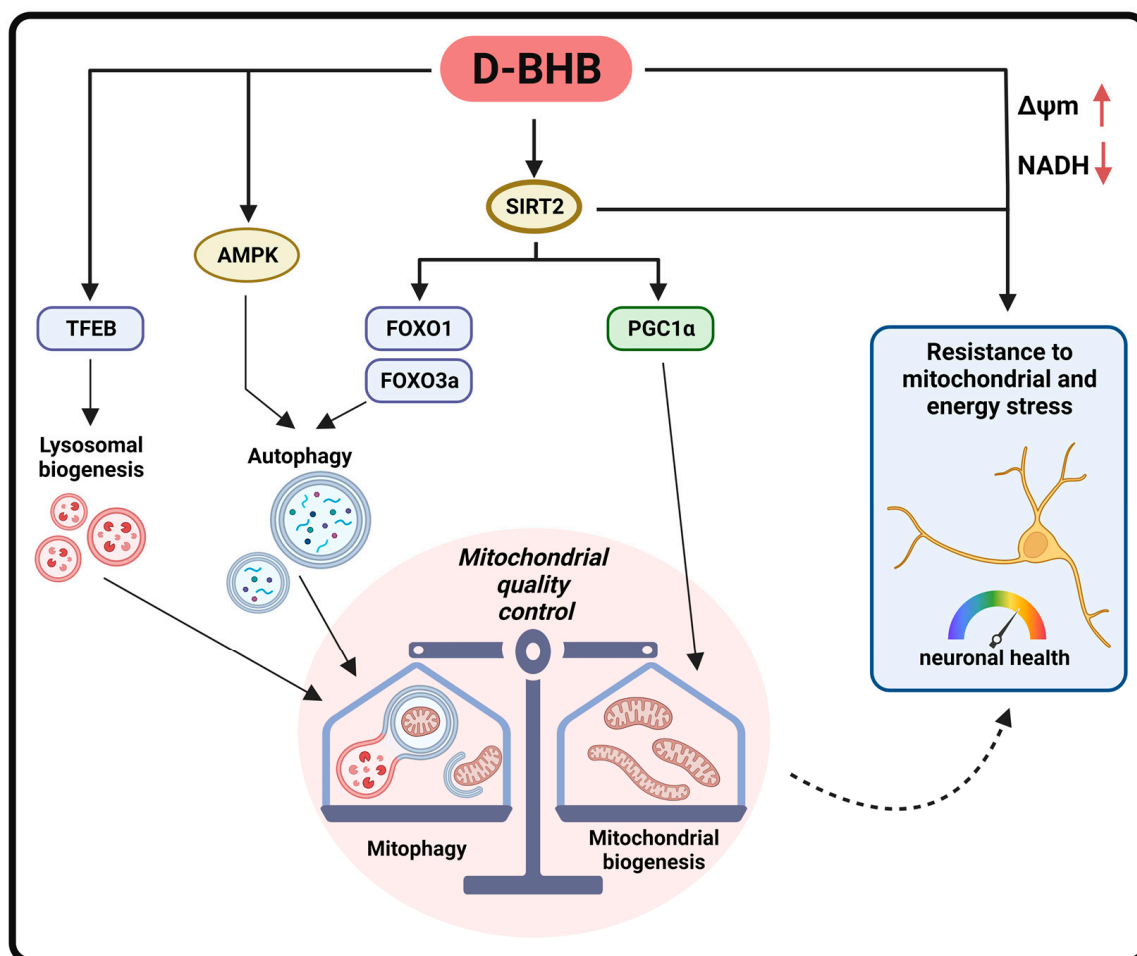 D-BHB
Δψm
NADH
SIRT2
AMPK
TFEB
FOXO1
PGC1α
FOXO3a
Resistance to
mitochondrial and
energy stress
Lysosomal
biogenesis
Autophagy
Mitochondrial
quality
control
neuronal health
Mitophagy
Mitochondrial
biogenesis